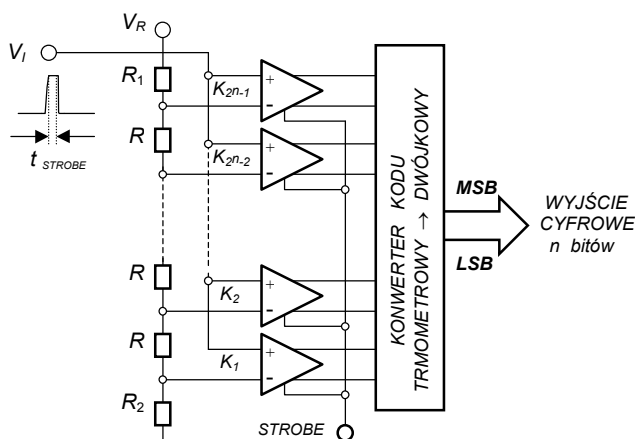 V_R
V_I
R_1
+
-
K_2n-1
R
+
-
K_2n-2
t STROBE
KONWERTER KODU
TRMOMETROWY → DWÓJKOWY
MSB
LSB
WYJŚCIE
CYFROWE
n bitów
R
+
-
K_2
R
+
-
K_1
R_2
STROBE